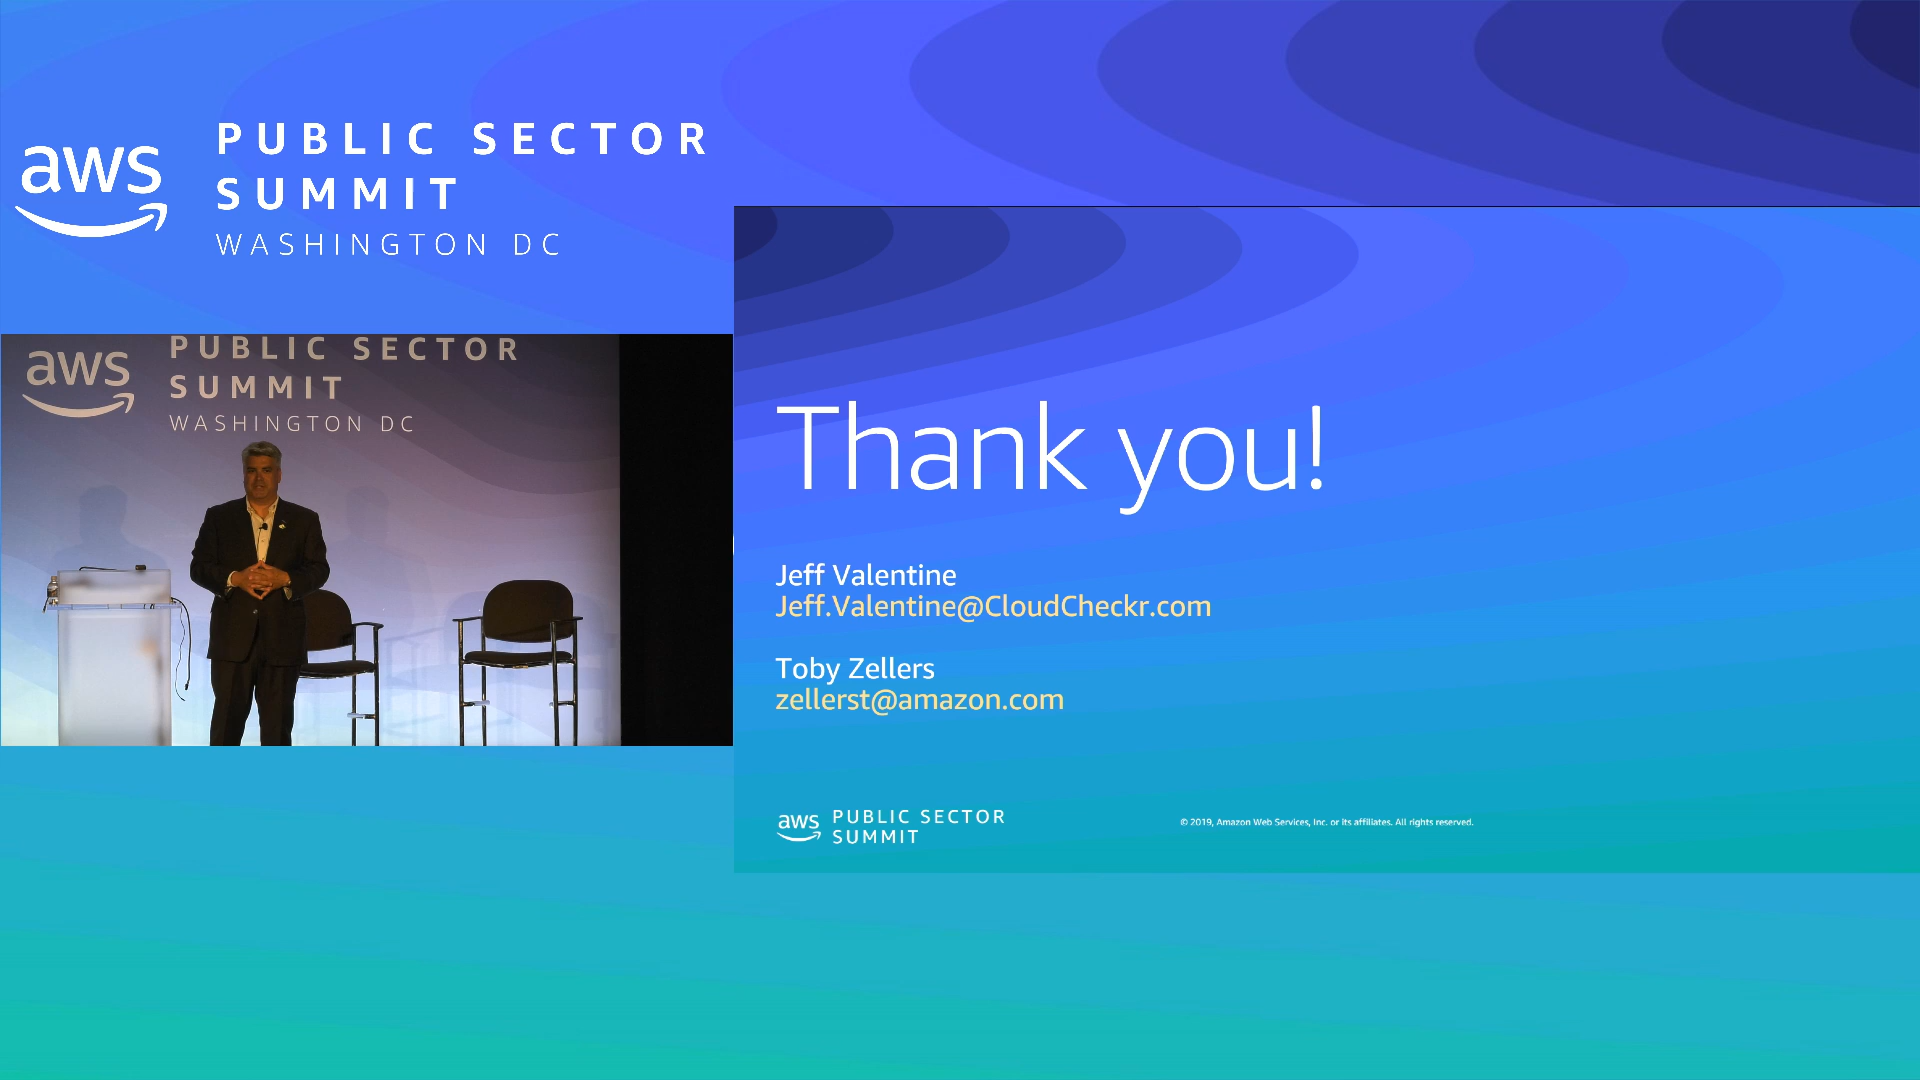 aws
PUBLIC SECTOR
SUMMIT
WASHINGTON DC
aws
PUBLIC SECTOR
SUMMIT
WASHINGTON DC
Thank you!
Jeff Valentine
Jeff.Valentine@CloudCheckr.com
Toby Zellers
zellerst@amazon.com
aws
PUBLIC SECTOR
SUMMIT
© 2019, Amazon Web Services, Inc. or its affiliates. All rights reserved.